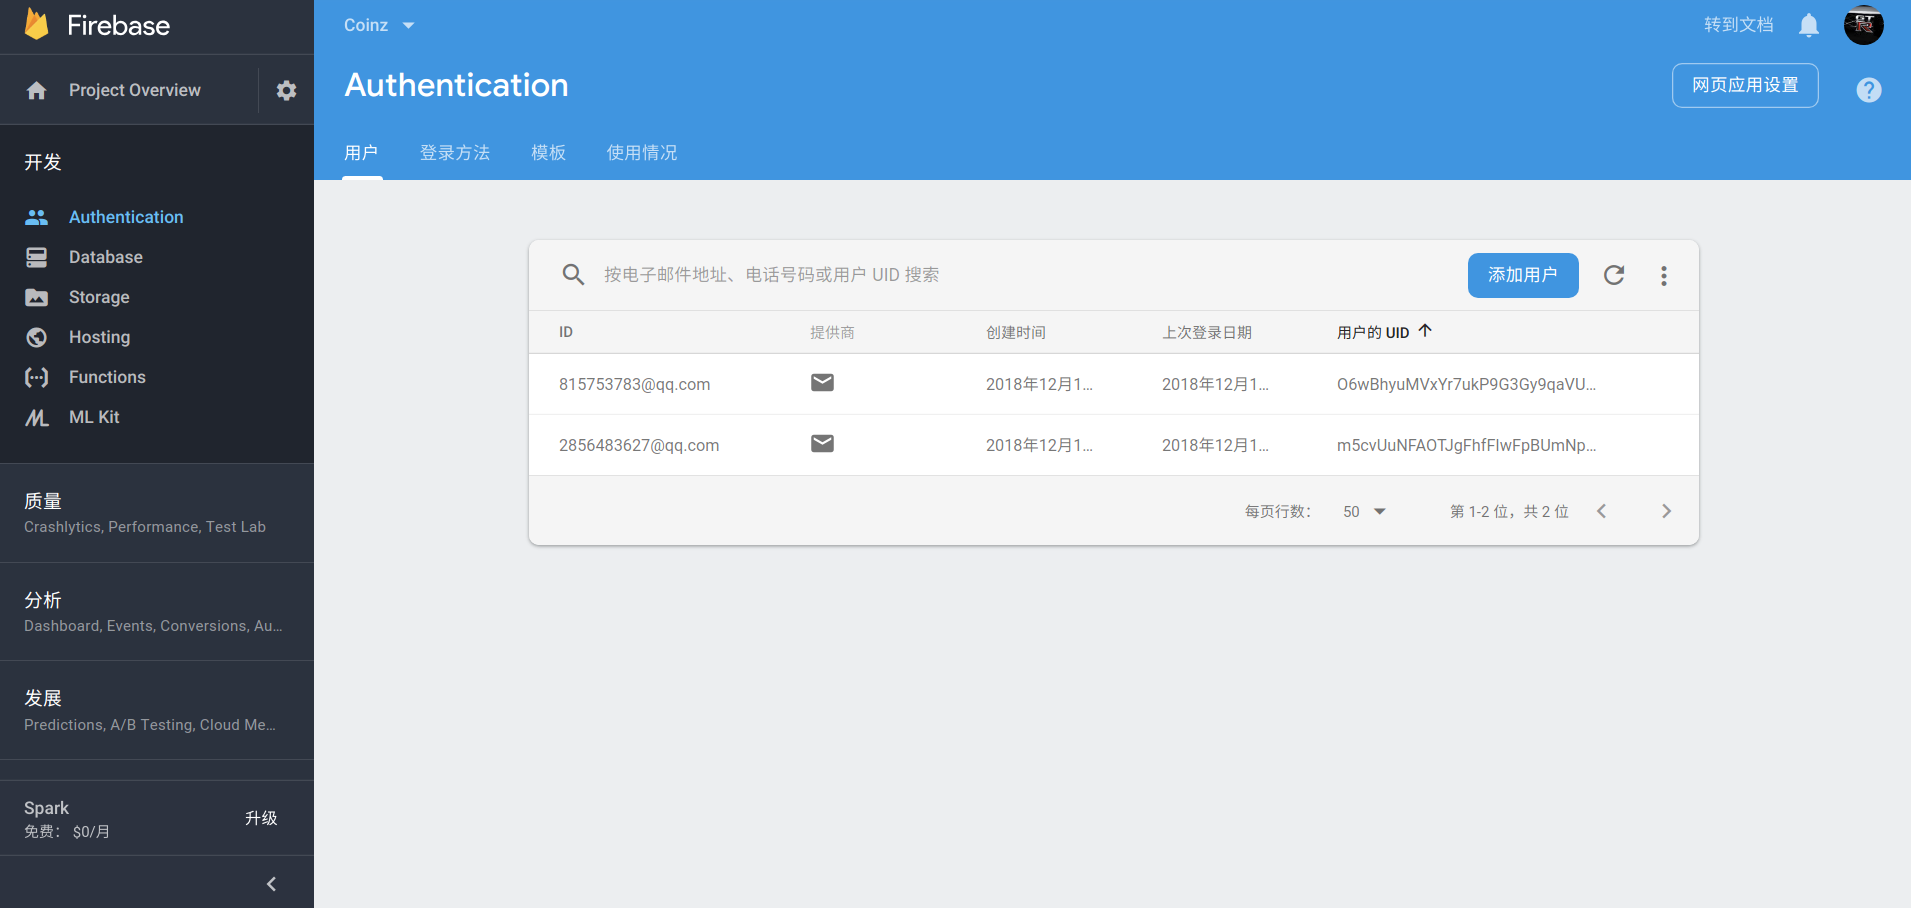 Firebase
Project Overview
开发
Authentication
Database
Storage
Hosting
Functions
ML Kit
质量
Crashlytics, Performance, Test Lab
分析
Dashboard, Events, Conversions, Au...
发展
Predictions, A/B Testing, Cloud Me...
Spark
免费： $0/月
升级
Coinz
转到文档
Authentication
网页应用设置
用户 登录方法 模板 使用情况
按电子邮件地址、电话号码或用户 UID 搜索
添加用户
ID 提供商 创建时间 上次登录日期 用户的 UID
815753783@qq.com 2018年12月1... 2018年12月1... O6wBhyuMVxYr7ukP9G3Gy9qaVU...
2856483627@qq.com 2018年12月1... 2018年12月1... m5cvUuNFAOTJgFhfFIwFpBUmNp...
每页行数： 50 第 1-2 位，共 2 位